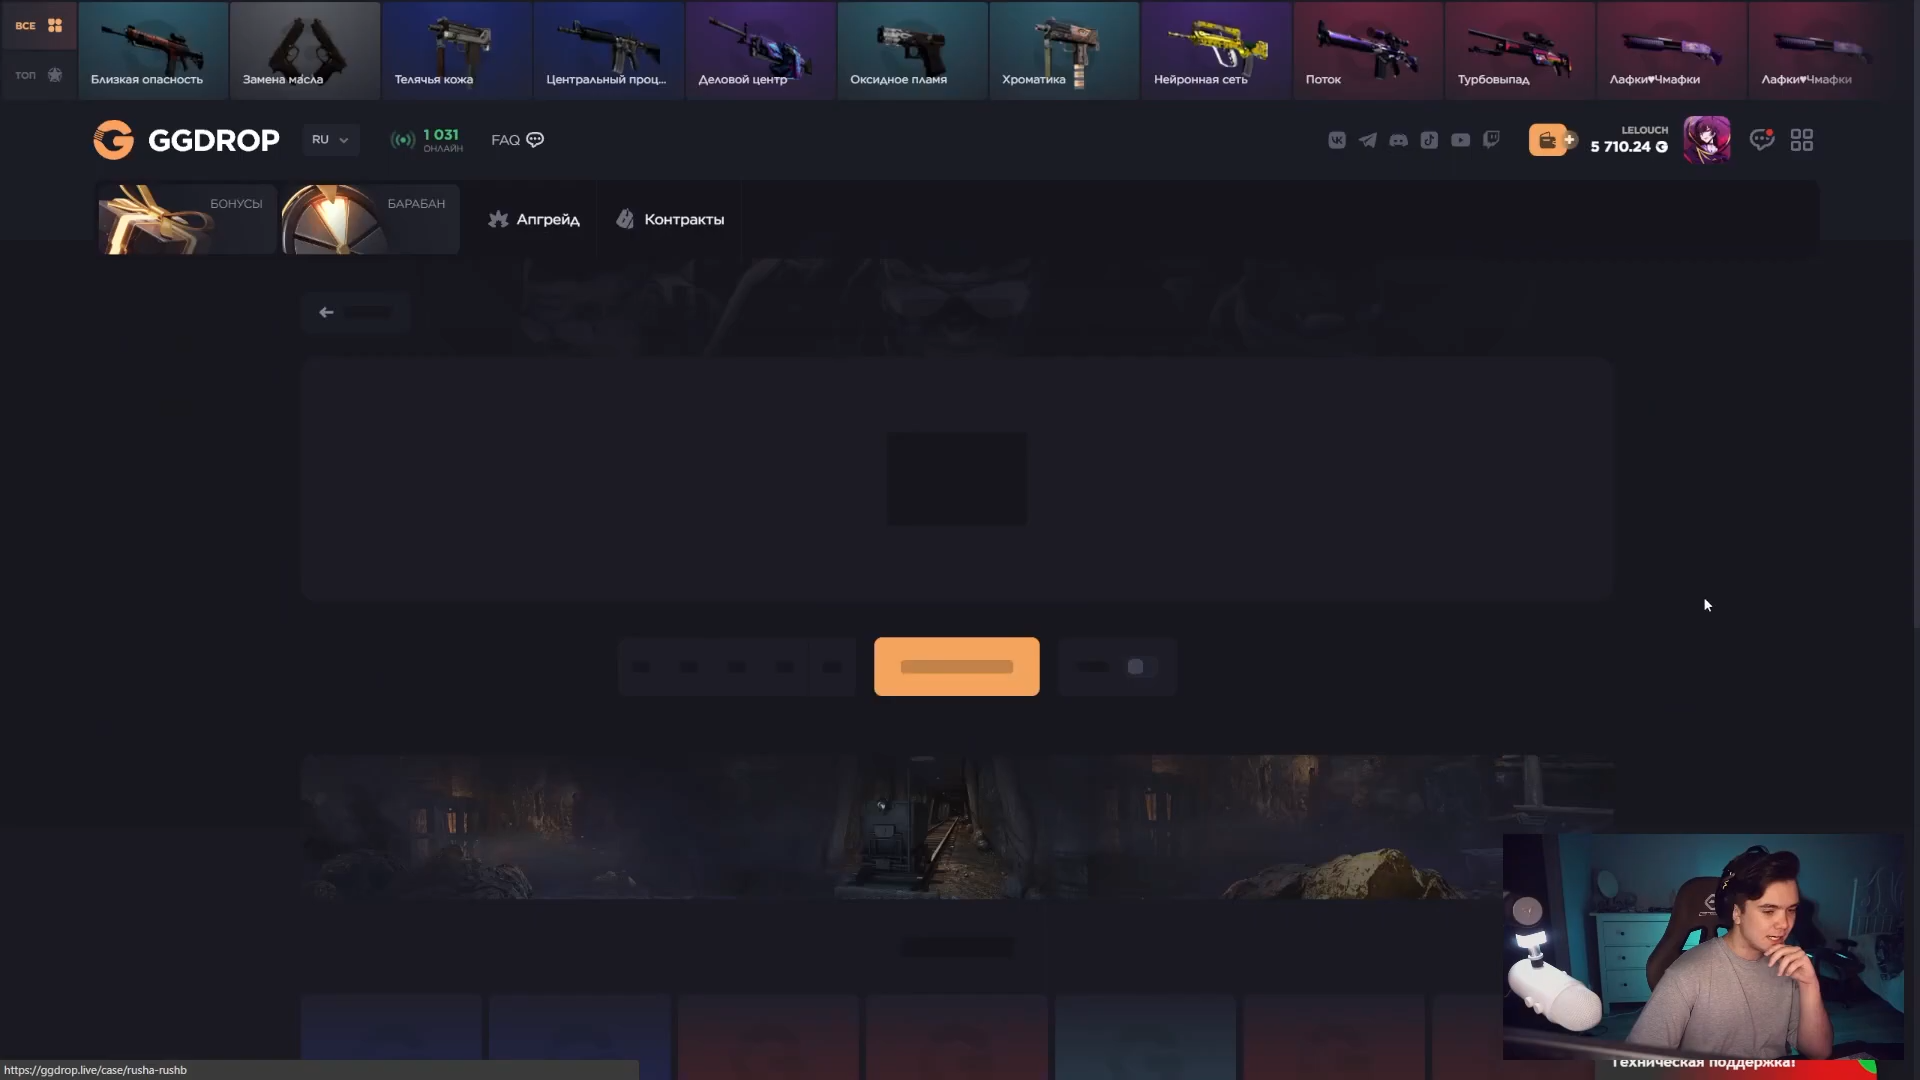 ВСЕ
ТОП
Близкая опасность
Замена масла
Телячья кожа
Центральный проц...
Деловой центр
Оксидное пламя
Хроматика
Нейронная сеть
Поток
Турбовыпад
Лафки♥Чмафки
Лафки♥Чмафки
GGDROP
RU
1 031
ОНЛАЙН
FAQ
LELOUCH
5 710.24 G
БОНУСЫ
БАРАБАН
Апгрейд
Контракты
https://ggdrop.live/case/rusha-rushb
Техническая поддержка!